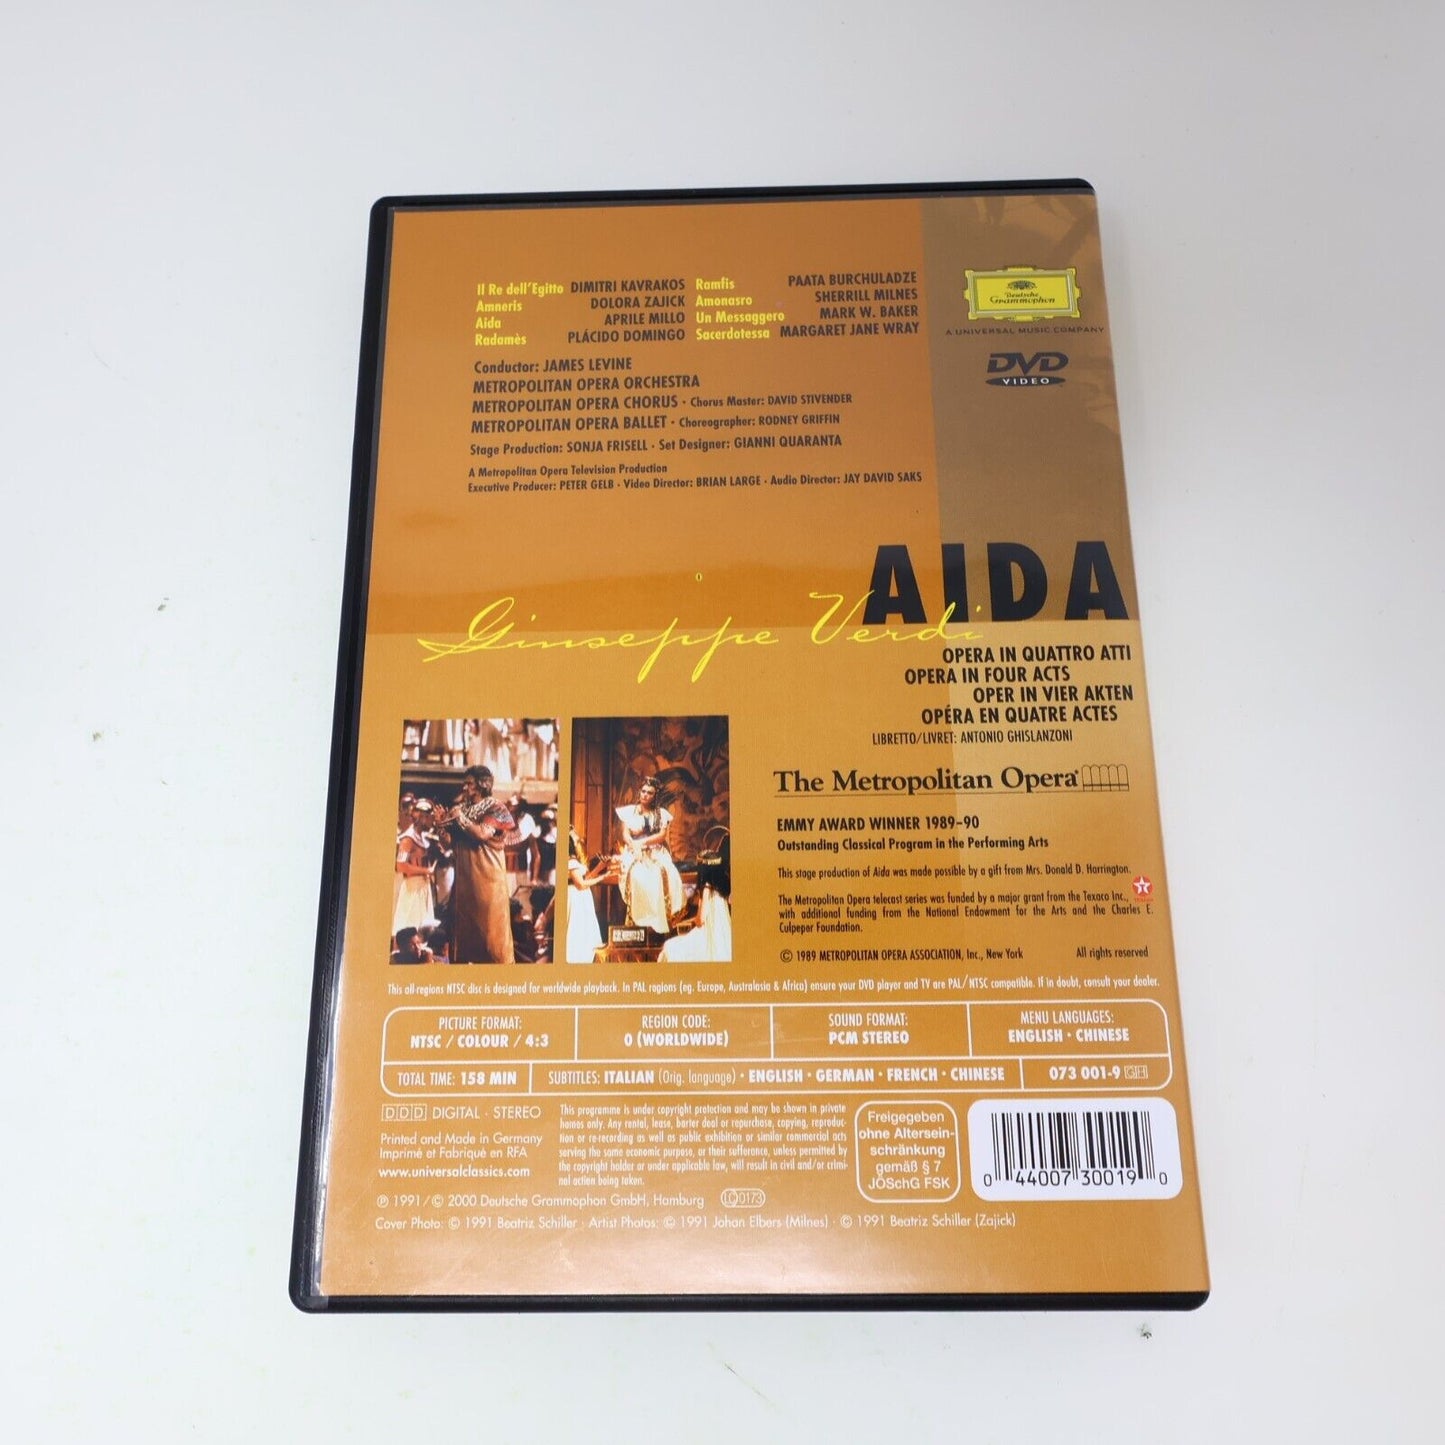 Il Re dell'Egitto DIMITRI KAVRAKOS Ramfis PAATA BURCHULADZE
Amneris DOLORA ZAJICK Amonasro SHERRILL MILNES
Aida APRILE MILLO Un Messaggero MARK W. BAKER
Radamès PLÁCIDO DOMINGO Sacerdotessa MARGARET JANE WRAY
Conductor: JAMES LEVINE
METROPOLITAN OPERA ORCHESTRA
METROPOLITAN OPERA CHORUS · Chorus Master: DAVID STIVENDER
METROPOLITAN OPERA BALLET · Choreographer: RODNEY GRIFFIN
Stage Production: SONJA FRISELL · Set Designer: GIANNI QUARANTA
A Metropolitan Opera Television Production
Executive Producer: PETER GELB · Video Director: BRIAN LARGE · Audio Director: JAY DAVID SAKS
Deutsche
Grammophon
A UNIVERSAL MUSIC COMPANY
DVD
VIDEO
AIDA
Giuseppe Verdi
OPERA IN QUATTRO ATTI
OPERA IN FOUR ACTS
OPER IN VIER AKTEN
OPÉRA EN QUATRE ACTES
LIBRETTO/LIVRET: ANTONIO GHISLANZONI
The Metropolitan Opera®
EMMY AWARD WINNER 1989–90
Outstanding Classical Program in the Performing Arts
This stage production of Aida was made possible by a gift from Mrs. Donald D. Harrington.
The Metropolitan Opera telecast series was funded by a major grant from the Texaco Inc.,
with additional funding from the National Endowment for the Arts and the Charles E.
Culpeper Foundation.
© 1989 METROPOLITAN OPERA ASSOCIATION, Inc., New York All rights reserved
This all-regions NTSC disc is designed for worldwide playback. In PAL regions (eg. Europe, Australasia & Africa) ensure your DVD player and TV are PAL/NTSC compatible. If in doubt, consult your dealer.
PICTURE FORMAT:
NTSC / COLOUR / 4:3
REGION CODE:
0 (WORLDWIDE)
SOUND FORMAT:
PCM STEREO
MENU LANGUAGES:
ENGLISH · CHINESE
TOTAL TIME: 158 MIN
SUBTITLES: ITALIAN (Orig. language) · ENGLISH · GERMAN · FRENCH · CHINESE
073 001-9 GH
DDD DIGITAL · STEREO
Printed and Made in Germany
Imprimé et Fabriqué en RFA
www.universalclassics.com
This programme is under copyright protection and may be shown in private
homes only. Any rental, lease, barter deal or repurchase, copying, reproduc-
tion or re-recording as well as public exhibition or similar commercial acts
serving the same economic purpose, or their sufferance, unless permitted by
the copyright holder or under applicable law, will result in civil and/or crimi-
nal action being taken.
Freigegeben
ohne Alterseinschränkung
gemäß § 7
JÖSchG FSK
0 44007 30019 0
℗ 1991/© 2000 Deutsche Grammophon GmbH, Hamburg LC 0173
Cover Photo: © 1991 Beatriz Schiller · Artist Photos: © 1991 Johan Elbers (Milnes) · © 1991 Beatriz Schiller (Zajick)